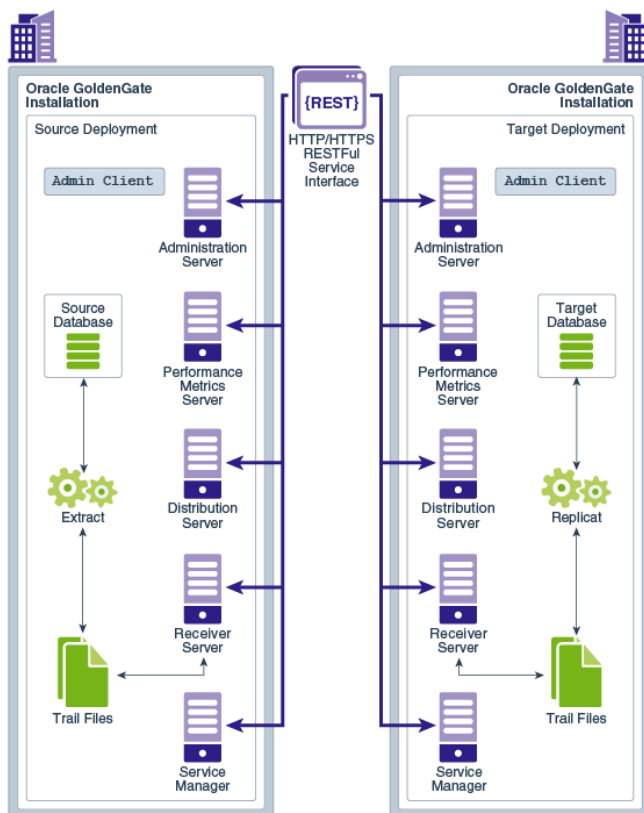 Oracle GoldenGate
Installation
Source Deployment
Admin Client
Administration
Server
Source
Database
Performance
Metrics
Server
Extract
Distribution
Server
Receiver
Server
Trail Files
Service
Manager
{REST}
HTTP/HTTPS
RESTFul
Service
Interface
Oracle GoldenGate
Installation
Target Deployment
Admin Client
Administration
Server
Performance
Metrics
Server
Target
Database
Distribution
Server
Replicat
Receiver
Server
Trail Files
Service
Manager